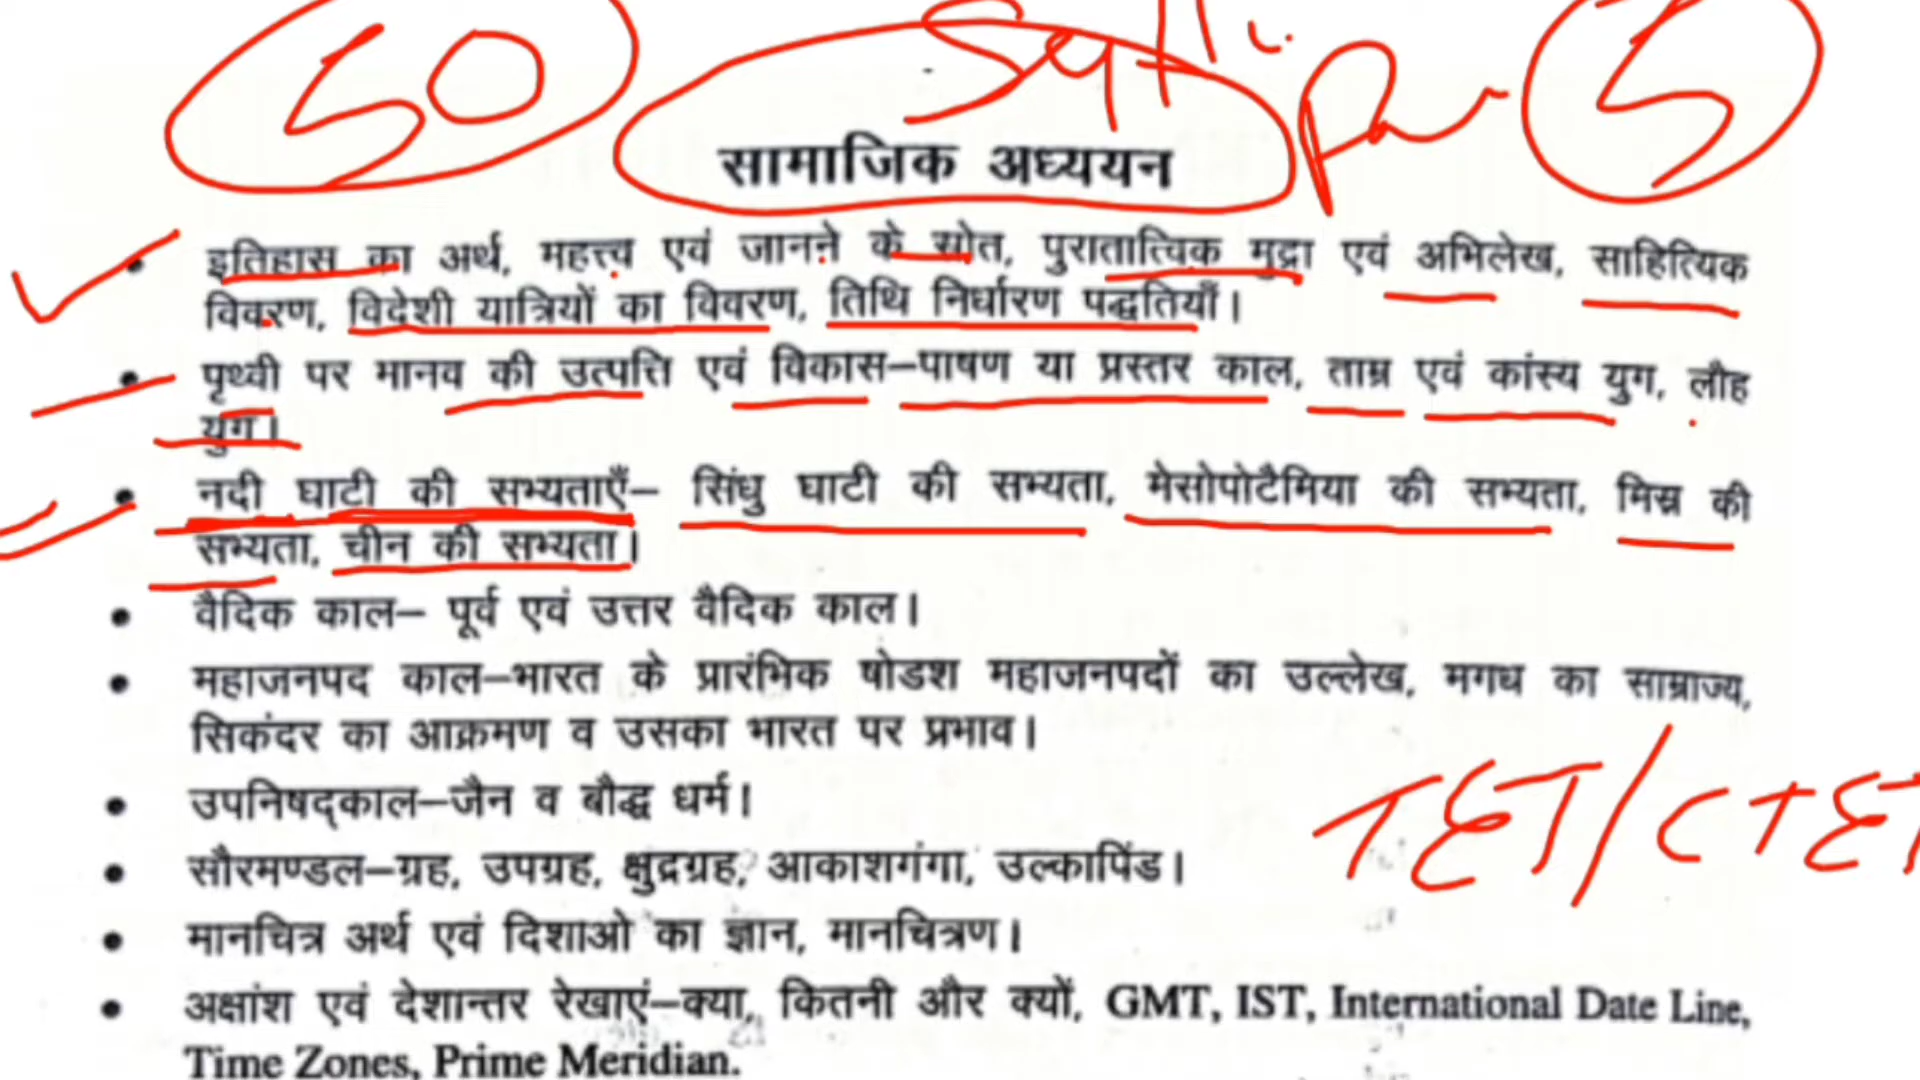 50
सामाजिक अध्ययन
5
इतिहास का अर्थ, महत्त्व एवं जानने के स्रोत, पुरातात्विक मुद्रा एवं अभिलेख, साहित्यिक
विवरण, विदेशी यात्रियों का विवरण, तिथि निर्धारण पद्धतियाँ।
पृथ्वी पर मानव की उत्पत्ति एवं विकास–पाषण या प्रस्तर काल, ताम्र एवं कांस्य युग, लौह
युग।
नदी घाटी की सभ्यताएँ– सिंधु घाटी की सभ्यता, मेसोपोटैमिया की सभ्यता, मिस्र की
सभ्यता, चीन की सभ्यता।
वैदिक काल– पूर्व एवं उत्तर वैदिक काल।
महाजनपद काल–भारत के प्रारंभिक षोडश महाजनपदों का उल्लेख, मगध का साम्राज्य,
सिकंदर का आक्रमण व उसका भारत पर प्रभाव।
उपनिषद्काल–जैन व बौद्ध धर्म।
TET/CTET
सौरमण्डल–ग्रह, उपग्रह, क्षुद्रग्रह, आकाशगंगा, उल्कापिंड।
मानचित्र अर्थ एवं दिशाओ का ज्ञान, मानचित्रण।
अक्षांश एवं देशान्तर रेखाएं–क्या, कितनी और क्यों, GMT, IST, International Date Line,
Time Zones, Prime Meridian.